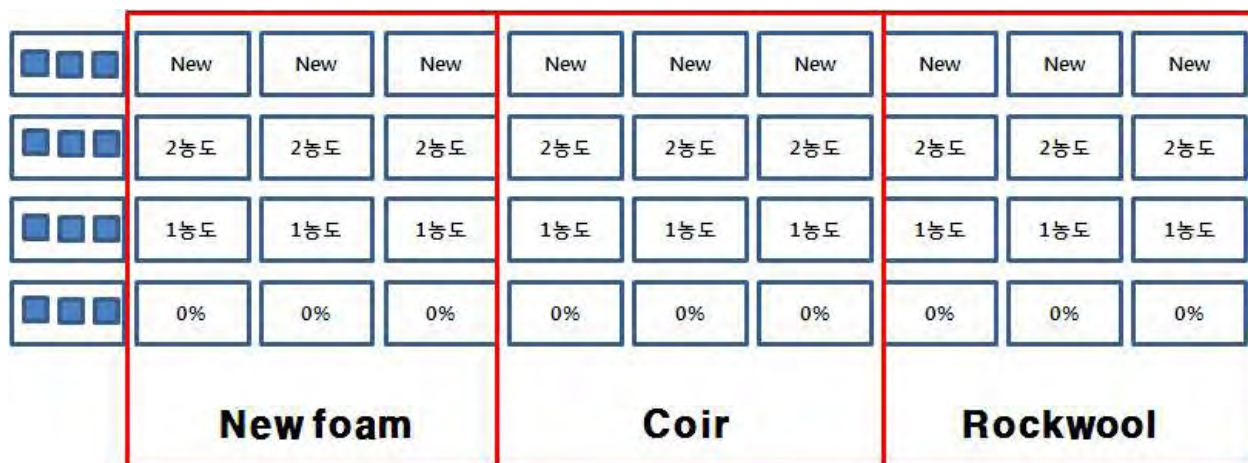 New New New New New New New New New
2농도 2농도 2농도 2농도 2농도 2농도 2농도 2농도 2농도
1농도 1농도 1농도 1농도 1농도 1농도 1농도 1농도 1농도
0% 0% 0% 0% 0% 0% 0% 0% 0%
New foam Coir Rockwool